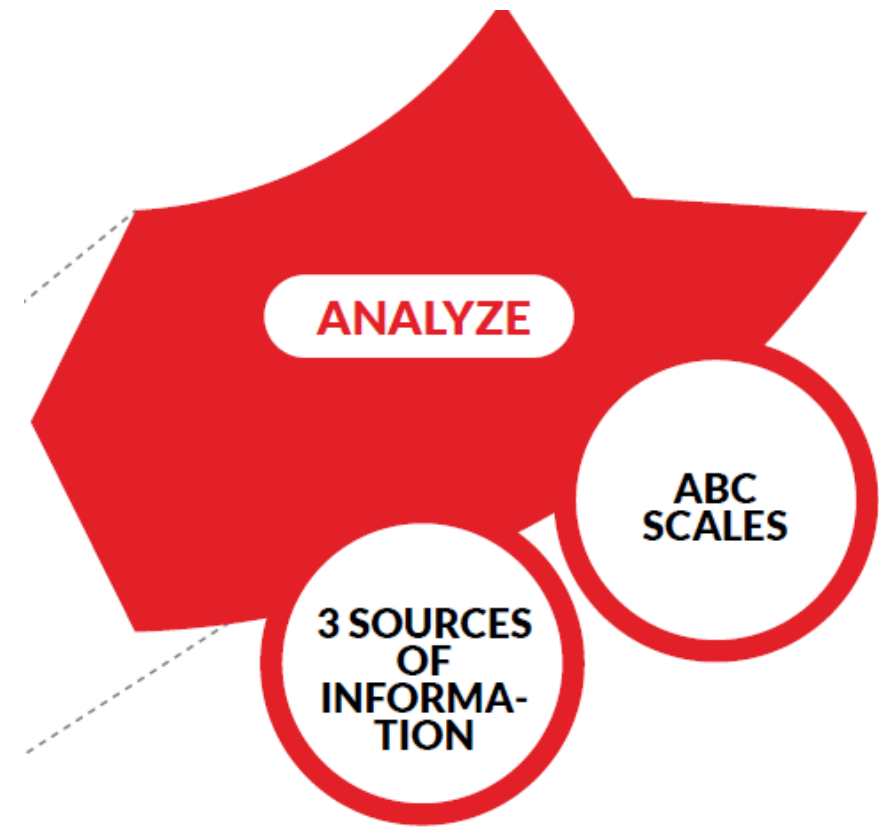 ANALYZE
ABC
SCALES
3 SOURCES
OF
INFORMA-
TION